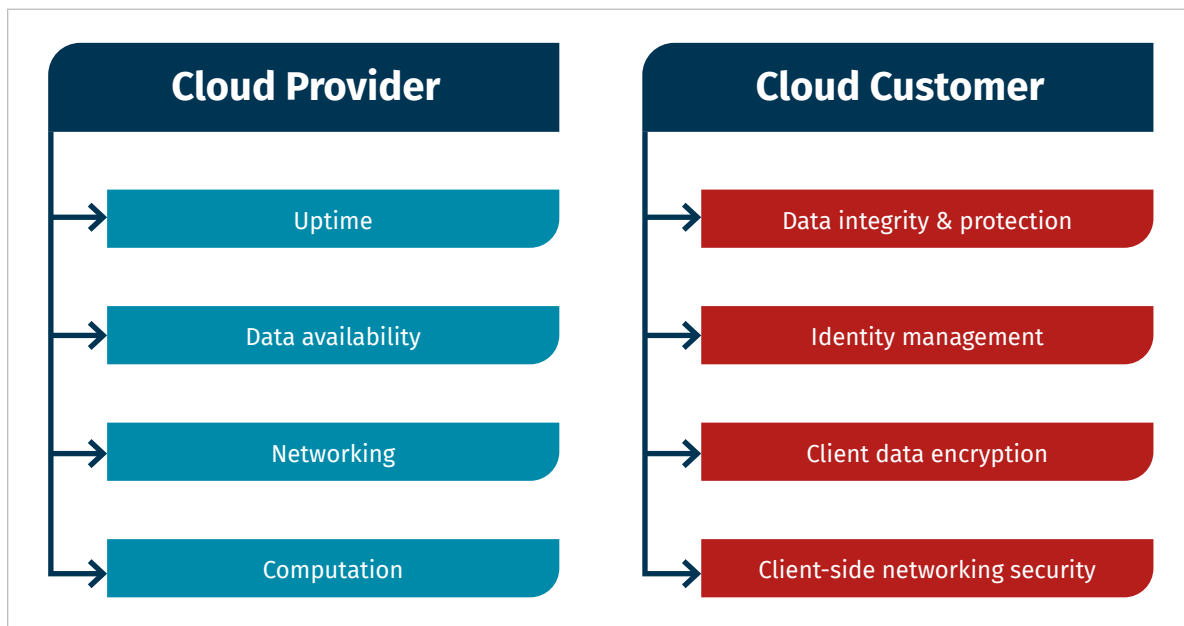 Cloud Provider
Uptime
Data availability
Networking
Computation
Cloud Customer
Data integrity & protection
Identity management
Client data encryption
Client-side networking security